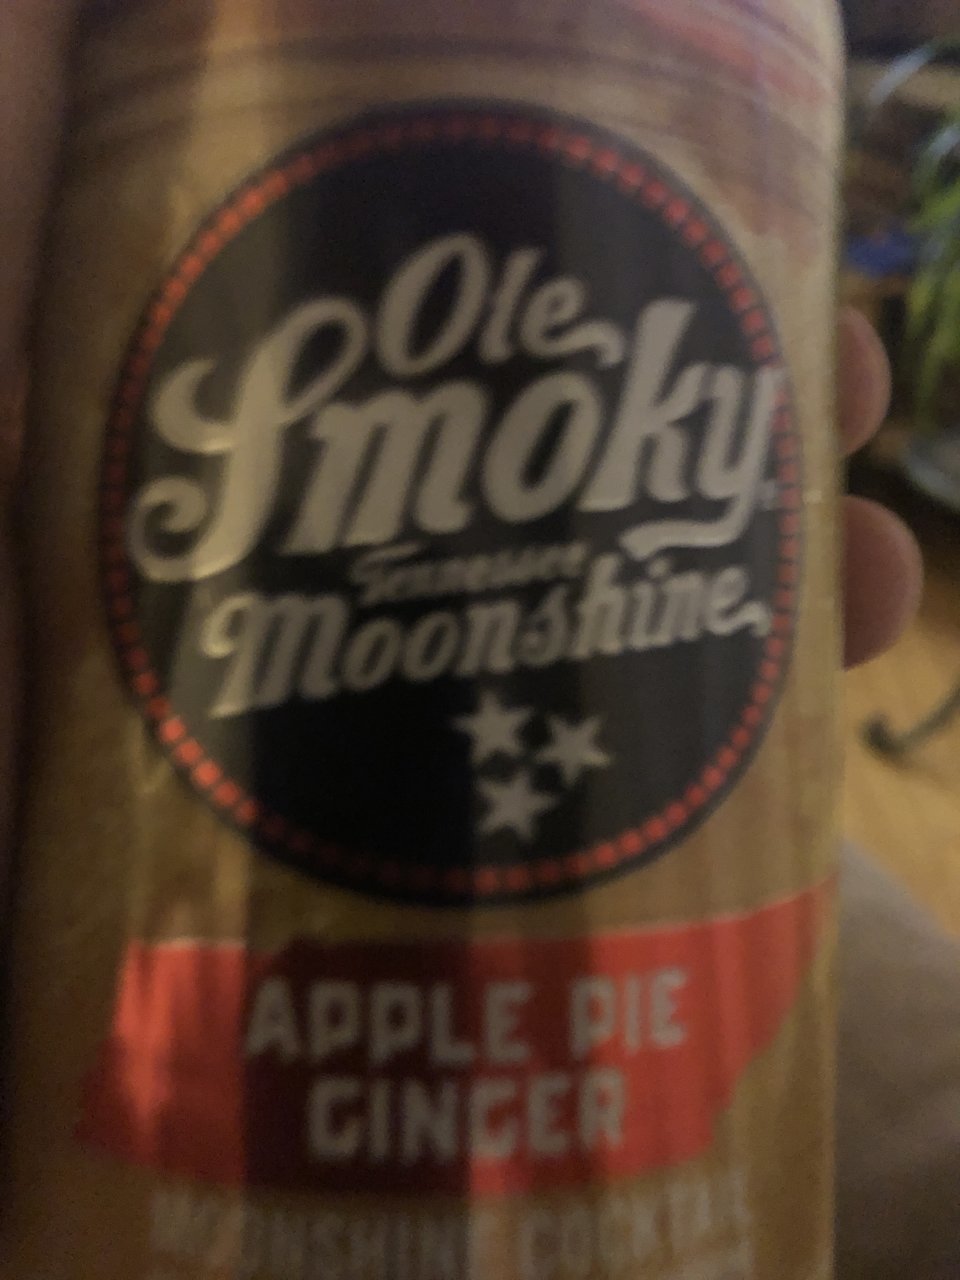 Ole
Smoky
Tennessee
Moonshine
APPLE PIE
GINGER
MOONSHINE COCKTAIL